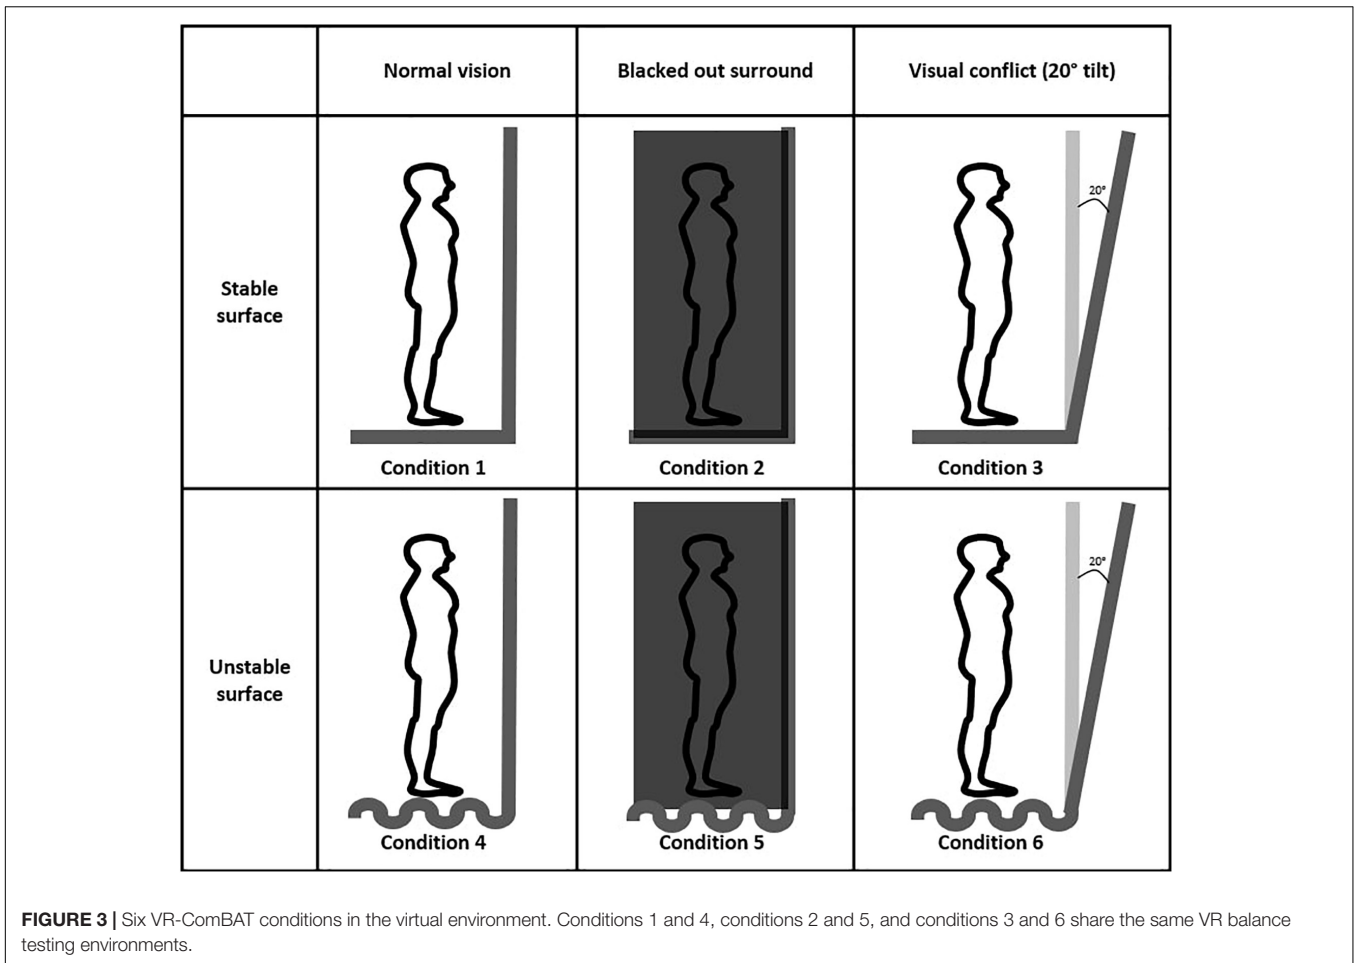 Normal vision
Blacked out surround
Visual conflict (20° tilt)
Stable
surface
20°
Condition 1
Condition 2
Condition 3
Unstable
surface
20°
Condition 4
Condition 5
Condition 6
FIGURE 3 | Six VR-ComBAT conditions in the virtual environment. Conditions 1 and 4, conditions 2 and 5, and conditions 3 and 6 share the same VR balance
testing environments.